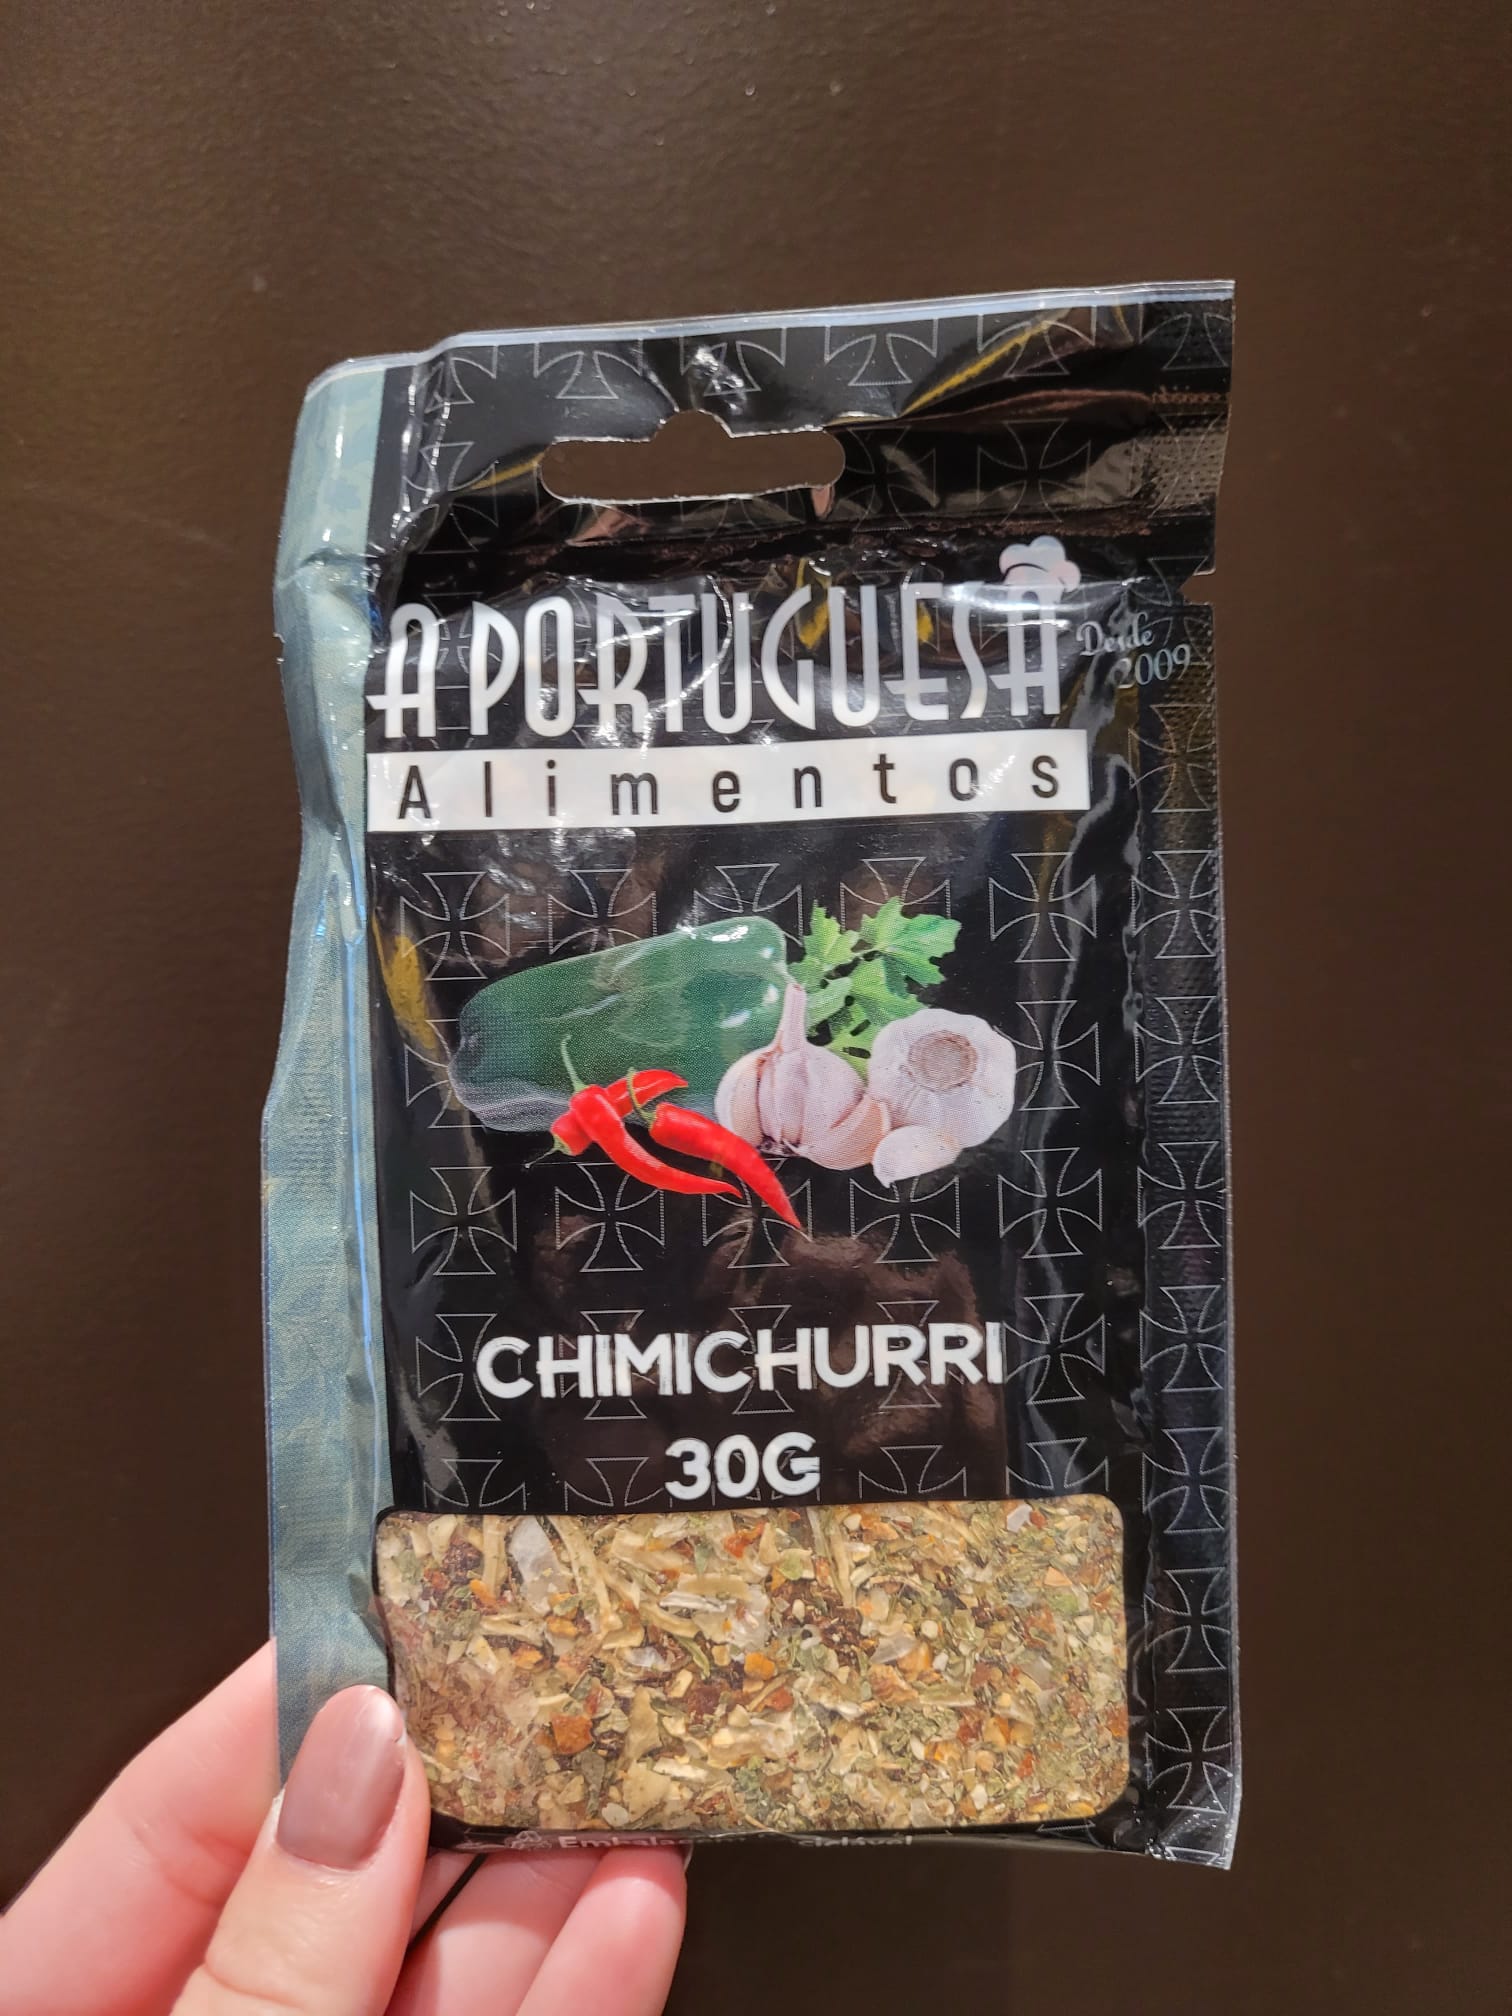 A PORTUGUESA
Desde
2009
Alimentos
CHIMICHURRI
30G